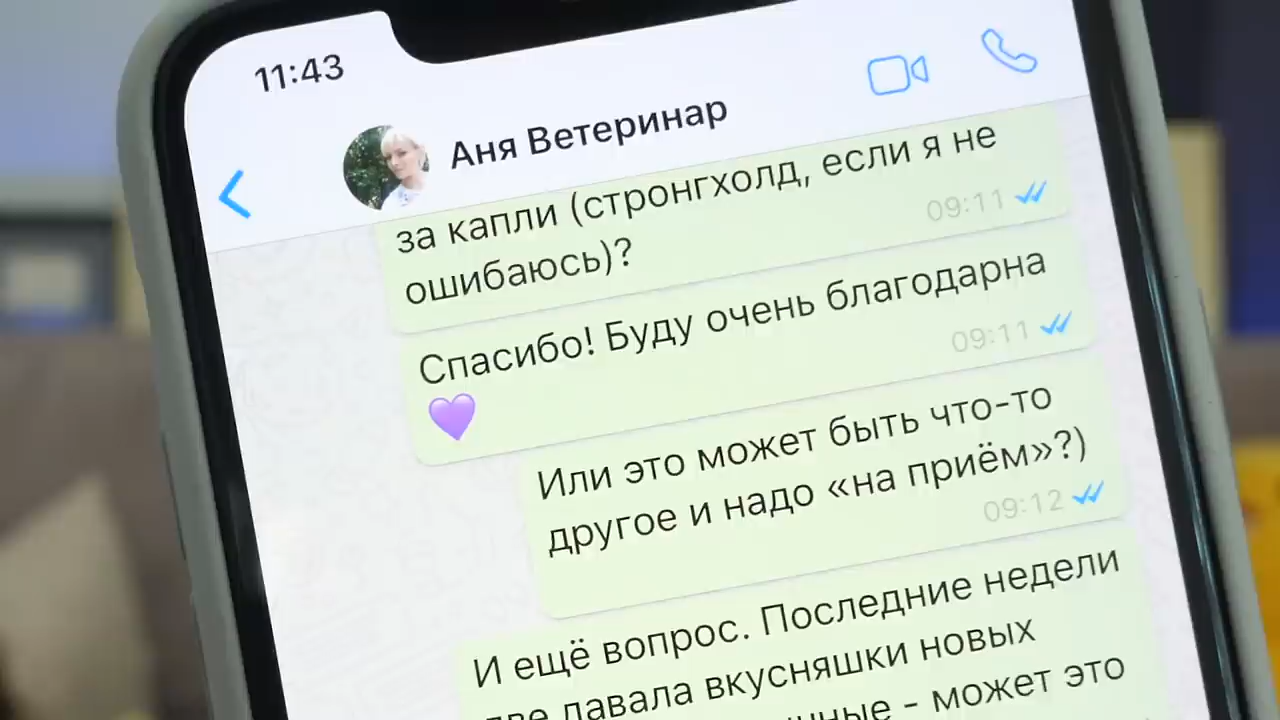 11:43
Аня Ветеринар
за капли (стронгхолд, если я не
ошибаюсь)?
09:11
Спасибо! Буду очень благодарна
💜
09:11
Или это может быть что-то
другое и надо «на приём»?)
09:12
И ещё вопрос. Последние недели
две давала вкусняшки новых
- может это